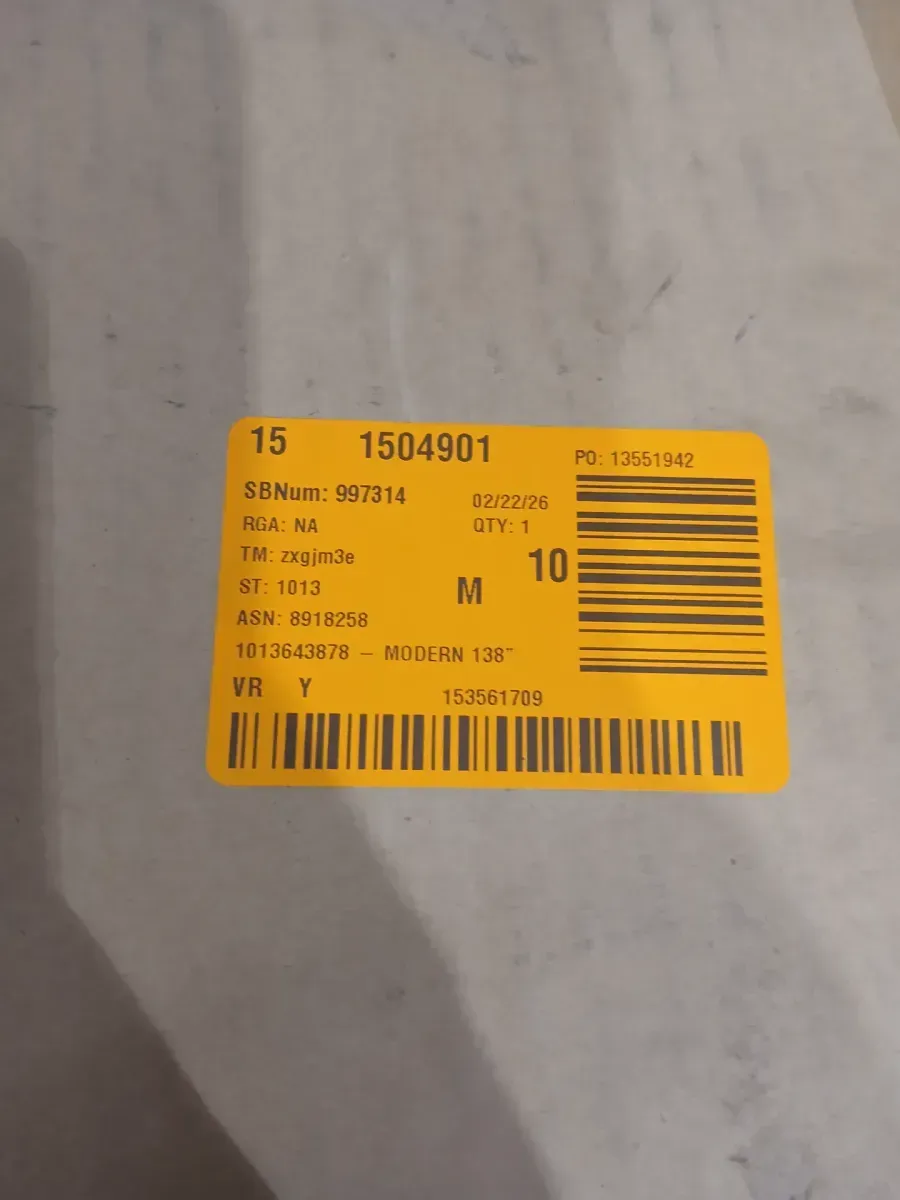 15 1504901 PO: 13551942
SBNum: 997314 02/22/26
RGA: NA QTY: 1
TM: zxgjm3e 10
ST: 1013 M
ASN: 8918258
1013643878 – MODERN 138"
VR Y 153561709